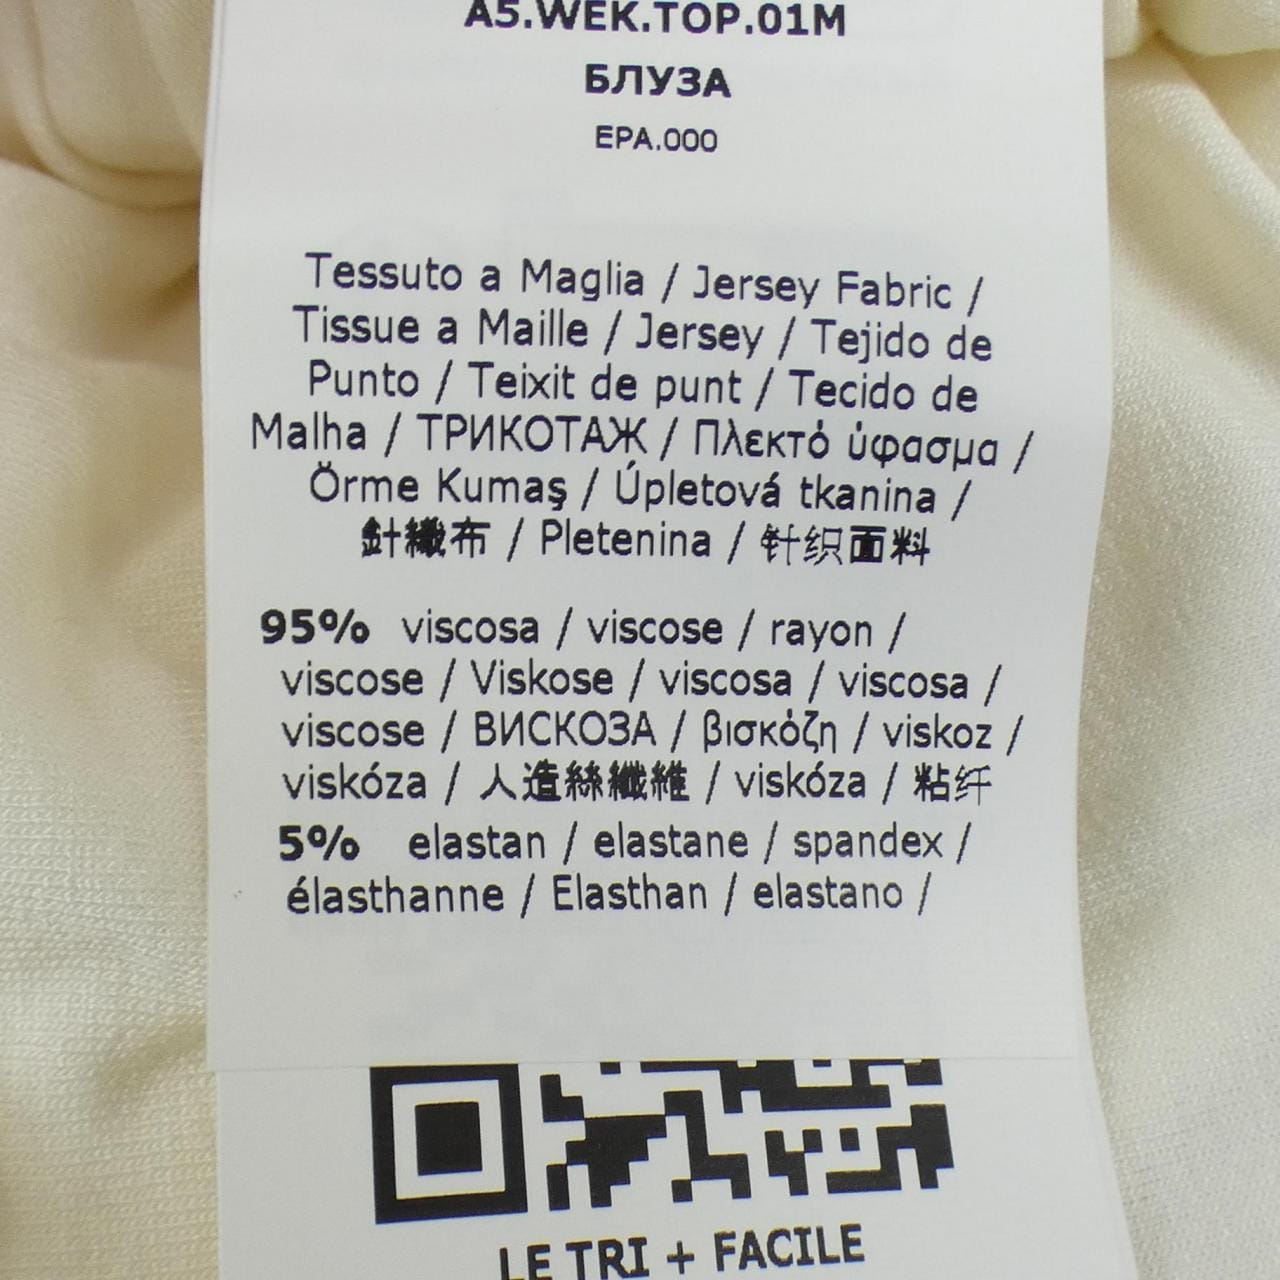 A5.WEK.TOP.01M
БЛУЗА
EPA.000
Tessuto a Maglia / Jersey Fabric /
Tissue a Maille / Jersey / Tejido de
Punto / Teixit de punt / Tecido de
Malha / ТРИКОТАЖ / Πλεκτό ύφασμα /
Örme Kumaş / Úpletová tkanina /
針織布 / Pletenina / 针织面料
95% viscosa / viscose / rayon /
viscose / Viskose / viscosa / viscosa /
viscose / ВИСКОЗА / βισκόζη / viskoz /
viskóza / 人造絲纖維 / viskóza / 粘纤
5% elastan / elastane / spandex /
élasthanne / Elasthan / elastano /
LE TRI + FACILE